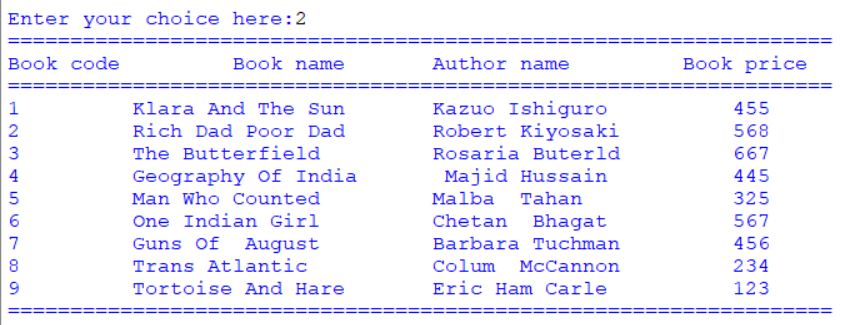 Enter your choice here:2
==================================================================
Book code         Book name       Author name         Book price
==================================================================
1         Klara And The Sun       Kazuo Ishiguro          455
2         Rich Dad Poor Dad       Robert Kiyosaki         568
3         The Butterfield         Rosaria Buterld         667
4         Geography Of India       Majid Hussain          445
5         Man Who Counted         Malba  Tahan            325
6         One Indian Girl         Chetan  Bhagat          567
7         Guns Of  August         Barbara Tuchman         456
8         Trans Atlantic          Colum  McCannon         234
9         Tortoise And Hare       Eric Ham Carle          123
==================================================================